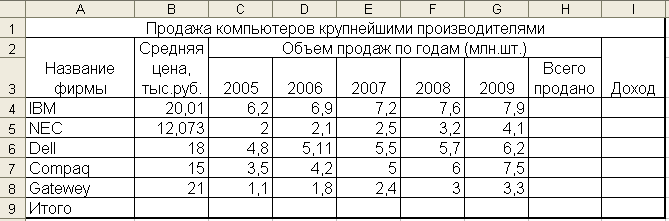 A B C D E F G H I
1 Продажа компьютеров крупнейшими производителями
2 Средняя Объем продаж по годам (млн.шт.)
Название цена, Всего
3 фирмы тыс.руб. 2005 2006 2007 2008 2009 продано Доход
4 IBM 20,01 6,2 6,9 7,2 7,6 7,9
5 NEC 12,073 2 2,1 2,5 3,2 4,1
6 Dell 18 4,8 5,11 5,5 5,7 6,2
7 Compaq 15 3,5 4,2 5 6 7,5
8 Gatewey 21 1,1 1,8 2,4 3 3,3
9 Итого